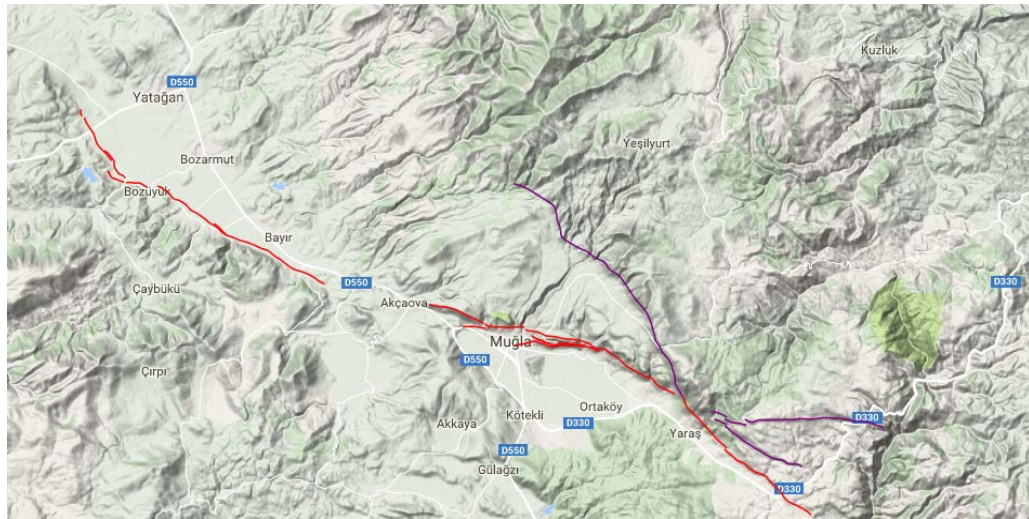 Kuzluk
D550
Yatağan
Yeşilyurt
Bozarmut
Bozüyük
Bayır
D550
D330
Çaybükü
Akçaova
Muğla
D550
Çırpı
Ortaköy
D330
Kötekli
D330
Akkaya
Yaraş
D550
Gülağzı
D330